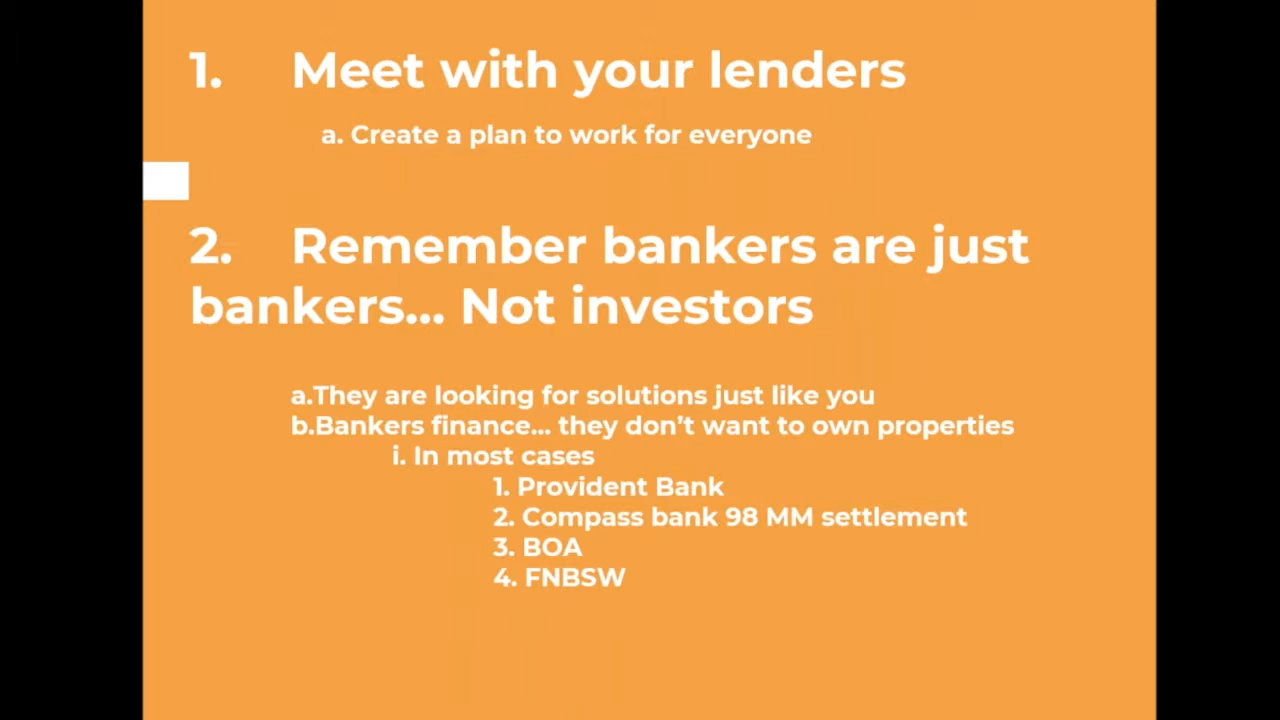 1. Meet with your lenders
a. Create a plan to work for everyone
2. Remember bankers are just
bankers... Not investors
a.They are looking for solutions just like you
b.Bankers finance... they don’t want to own properties
i. In most cases
1. Provident Bank
2. Compass bank 98 MM settlement
3. BOA
4. FNBSW